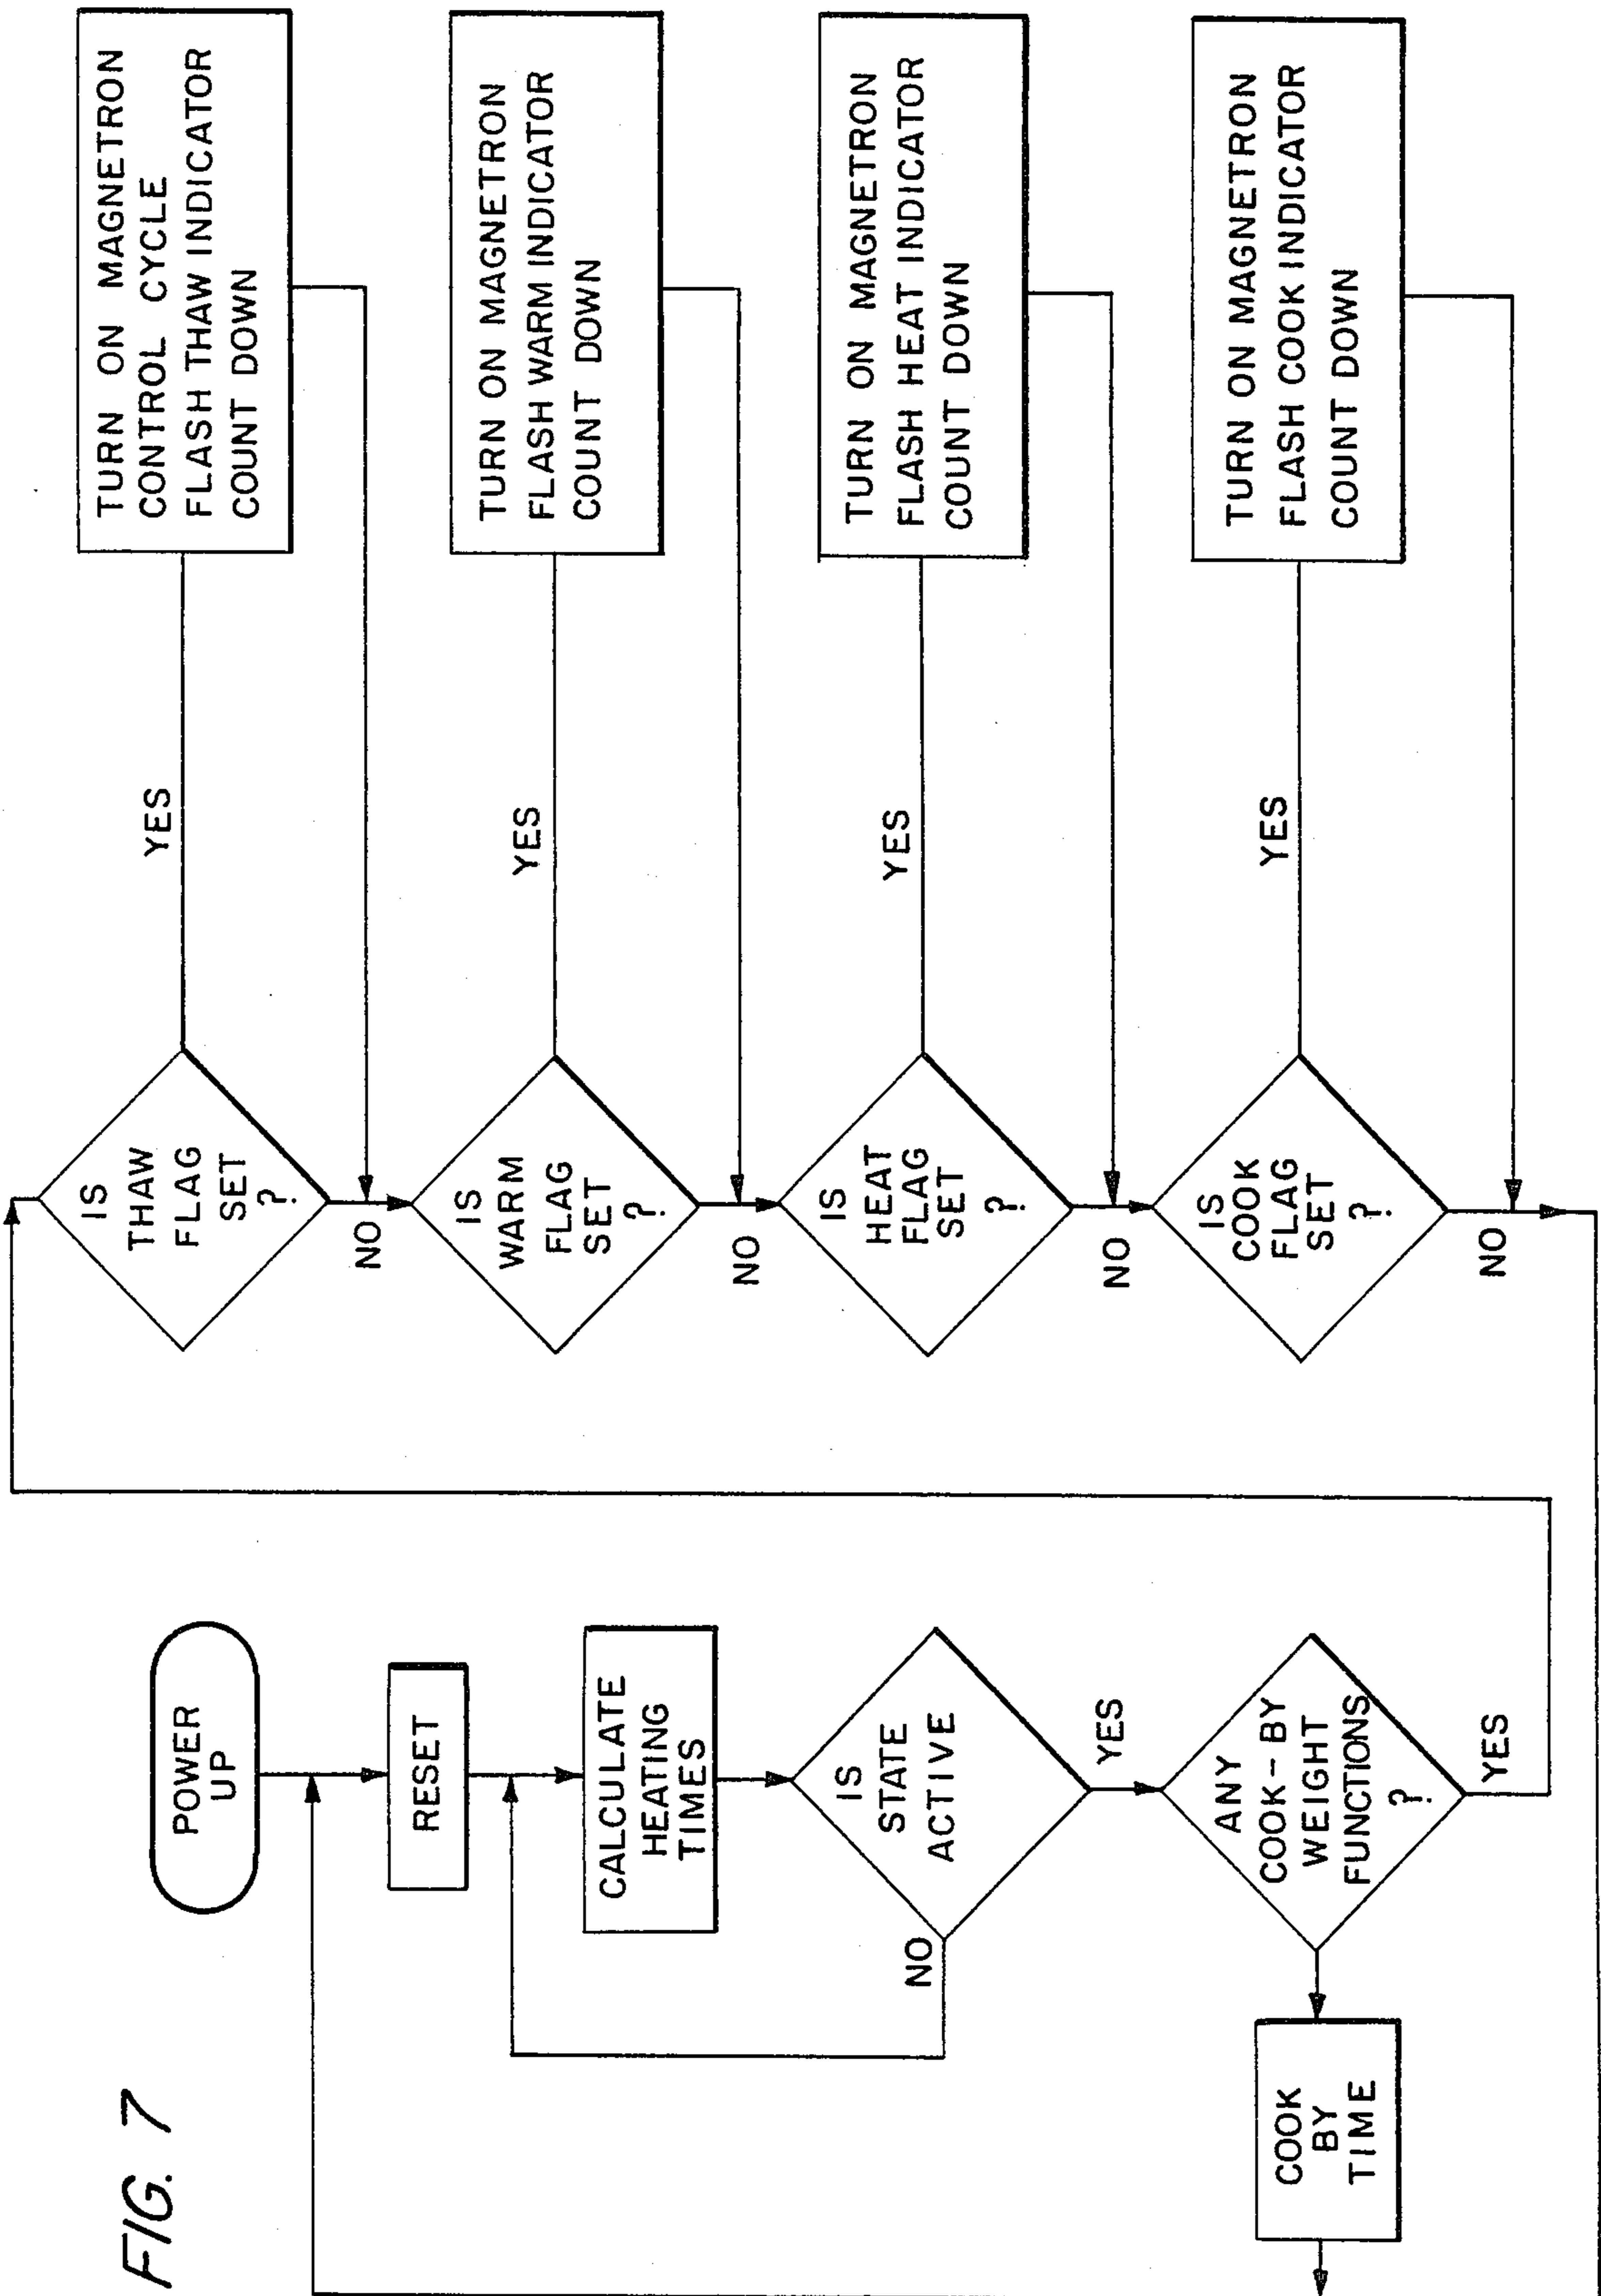 FIG. 7
POWER
UP
RESET
CALCULATE
HEATING
TIMES
IS
STATE
ACTIVE
NO
YES
ANY
COOK-BY
WEIGHT
FUNCTIONS
?
YES
COOK
BY
TIME
IS
THAW
FLAG
SET
?
YES
TURN ON MAGNETRON
CONTROL CYCLE
FLASH THAW INDICATOR
COUNT DOWN
NO
IS
WARM
FLAG
SET
?
YES
TURN ON MAGNETRON
FLASH WARM INDICATOR
COUNT DOWN
NO
IS
HEAT
FLAG
SET
?
YES
TURN ON MAGNETRON
FLASH HEAT INDICATOR
COUNT DOWN
NO
IS
COOK
FLAG
SET
?
YES
TURN ON MAGNETRON
FLASH COOK INDICATOR
COUNT DOWN
NO